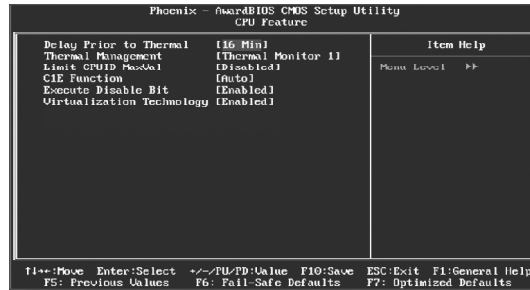 Phoenix - AwardBIOS CMOS Setup Utility
CPU Feature
Delay Prior to Thermal [16 Min]
Thermal Management [Thermal Monitor 1]
Limit CPUID MaxVal [Disabled]
C1E Function [Auto]
Execute Disable Bit [Enabled]
Virtualization Technology [Enabled]
Item Help
Menu Level ►►
↑↓→←:Move Enter:Select +/-/PU/PD:Value F10:Save ESC:Exit F1:General Help
F5: Previous Values F6: Fail-Safe Defaults F7: Optimized Defaults